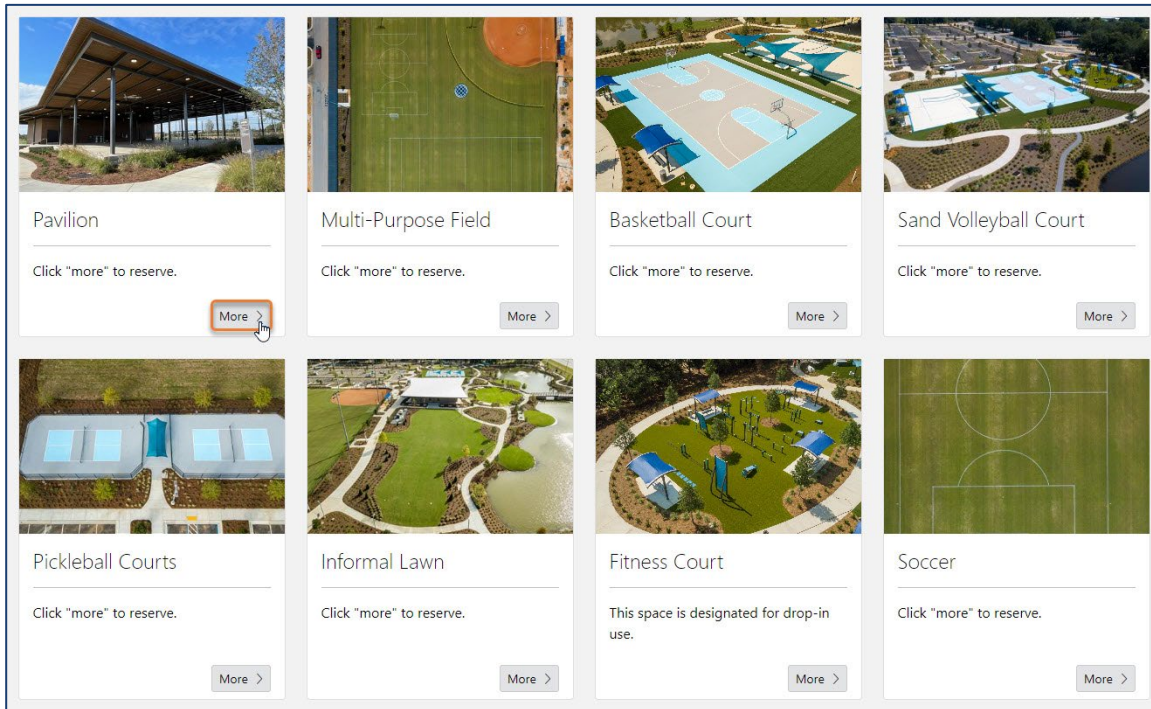 Pavilion
Click "more" to reserve.
More
Multi-Purpose Field
Click "more" to reserve.
More
Basketball Court
Click "more" to reserve.
More
Sand Volleyball Court
Click "more" to reserve.
More
Pickleball Courts
Click "more" to reserve.
More
Informal Lawn
Click "more" to reserve.
More
Fitness Court
This space is designated for drop-in
use.
More
Soccer
Click "more" to reserve.
More